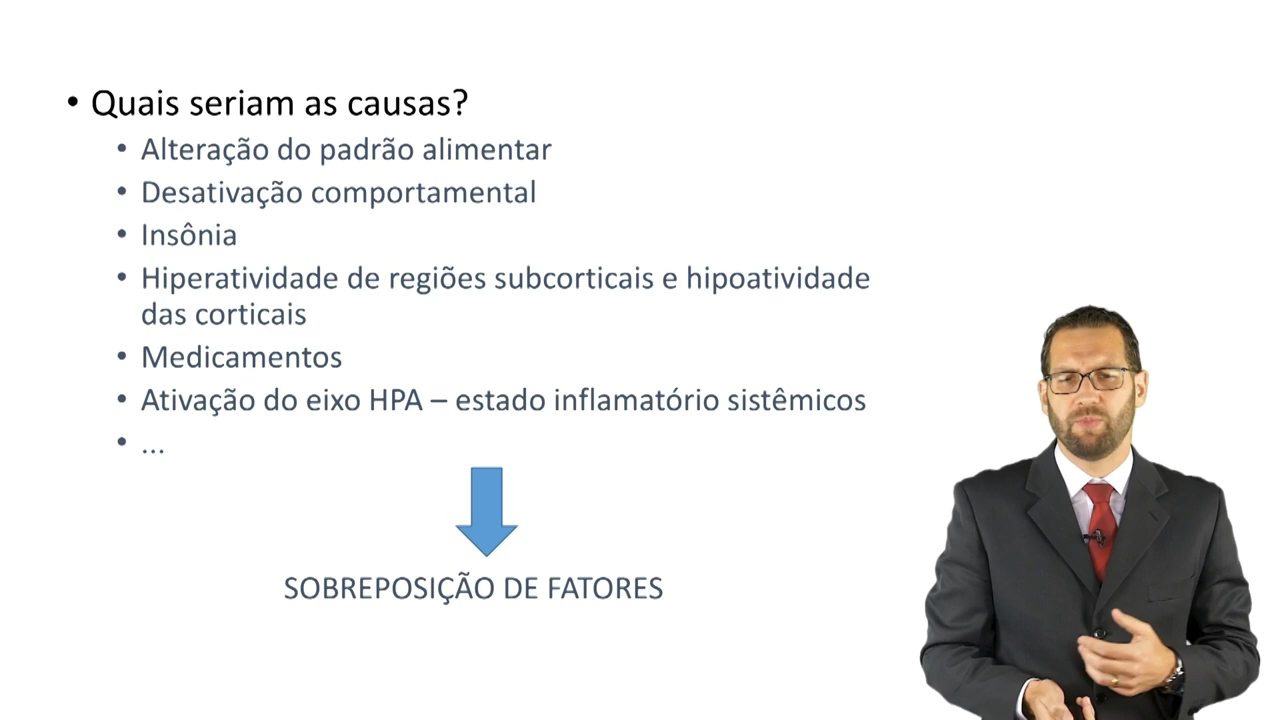 • Quais seriam as causas?
• Alteração do padrão alimentar
• Desativação comportamental
• Insônia
• Hiperatividade de regiões subcorticais e hipoatividade
das corticais
• Medicamentos
• Ativação do eixo HPA – estado inflamatório sistêmicos
• ...
SOBREPOSIÇÃO DE FATORES